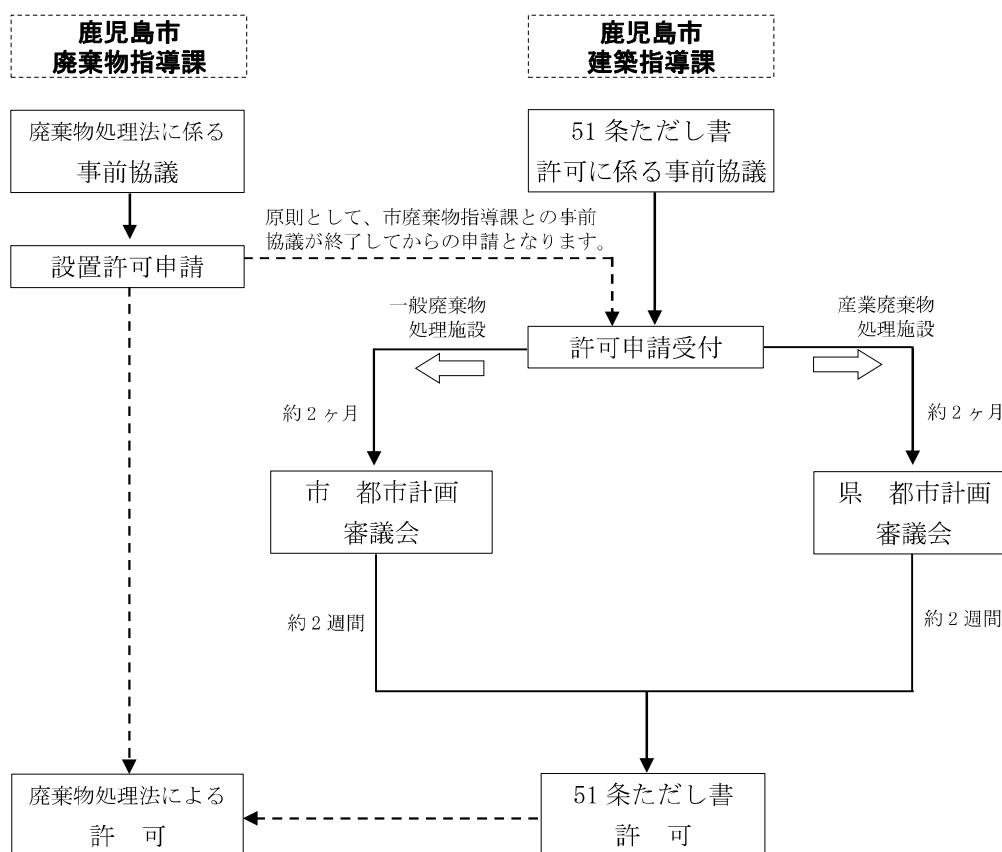 鹿児島市
廃棄物指導課
鹿児島市
建築指導課
廃棄物処理法に係る
事前協議
51 条ただし書
許可に係る事前協議
原則として、市廃棄物指導課との事前
協議が終了してからの申請となります。
設置許可申請
一般廃棄物
処理施設
産業廃棄物
処理施設
許可申請受付
約2ヶ月
約2ヶ月
市　都市計画
審議会
県　都市計画
審議会
約2週間
約2週間
廃棄物処理法による
許　可
51 条ただし書
許　可